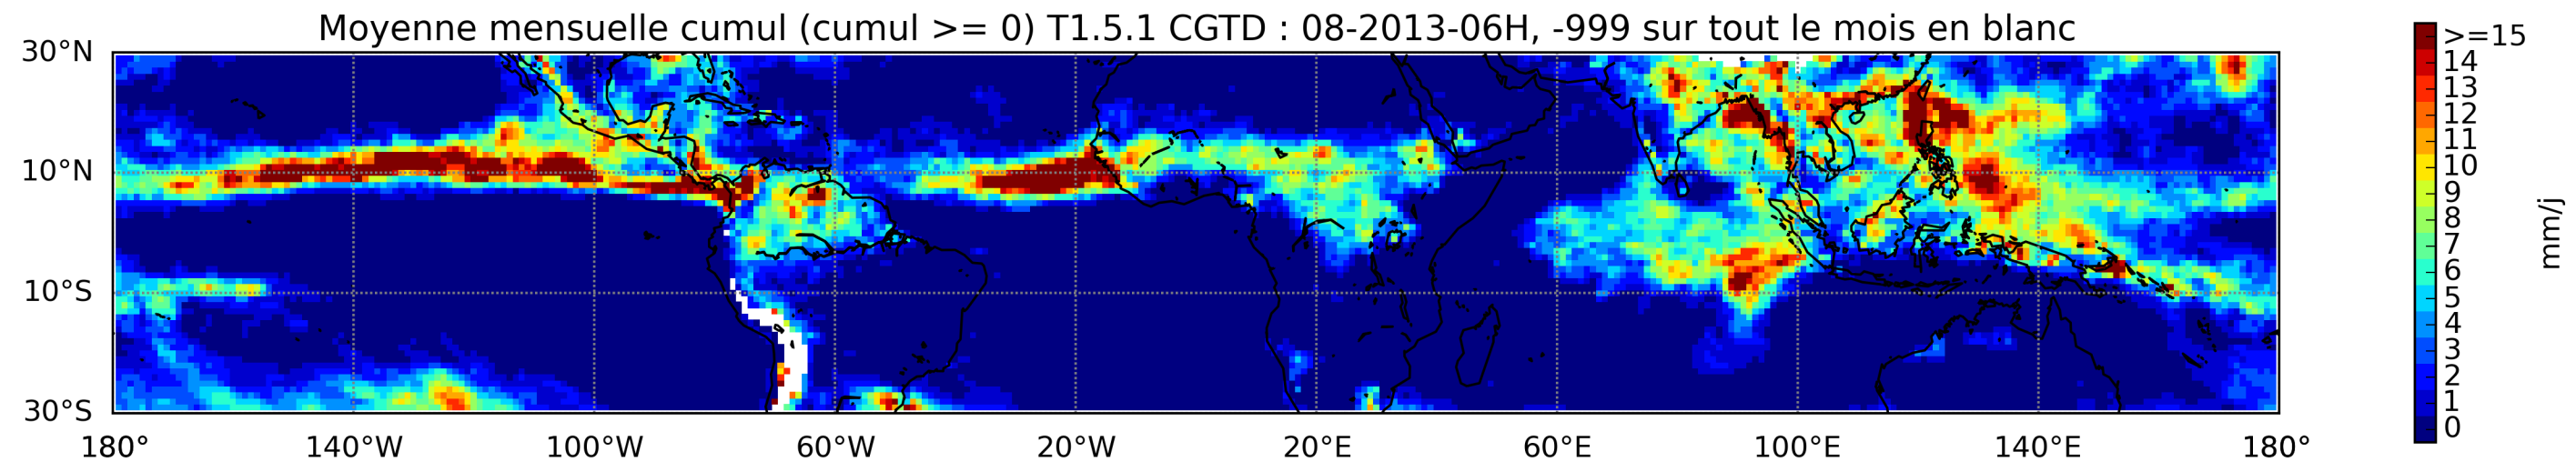 Moyenne mensuelle cumul (cumul >= 0) T1.5.1 CGTD : 08-2013-06H, -999 sur tout le mois en blanc
30°N
10°N
10°S
30°S
180° 140°W 100°W 60°W 20°W 20°E 60°E 100°E 140°E 180°
>=15
14
13
12
11
10
9
8
7
6
5
4
3
2
1
0
mm/j